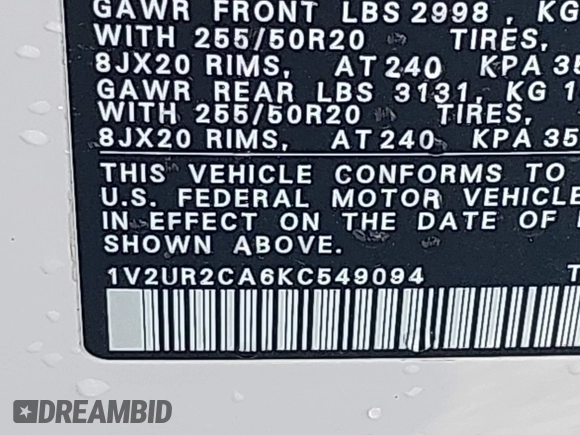 GAWR FRONT LBS 2998 , KG
WITH 255/50R20 TIRES,
8JX20 RIMS, AT 240 KPA 35
GAWR REAR LBS 3131, KG 1
WITH 255/50R20 TIRES,
8JX20 RIMS, AT 240 KPA 35
THIS VEHICLE CONFORMS TO
U.S. FEDERAL MOTOR VEHICLE
IN EFFECT ON THE DATE OF
SHOWN ABOVE.
1V2UR2CA6KC549094 T
DREAMBID